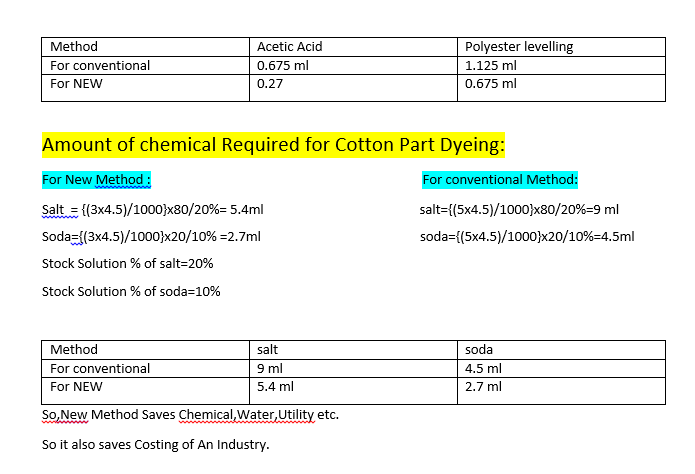 Method Acetic Acid Polyester levelling
For conventional 0.675 ml 1.125 ml
For NEW 0.27 0.675 ml
Amount of chemical Required for Cotton Part Dyeing:
For New Method : For conventional Method:
Salt = {(3x4.5)/1000}x80/20%= 5.4ml salt={(5x4.5)/1000}x80/20%=9 ml
Soda={(3x4.5)/1000}x20/10% =2.7ml soda={(5x4.5)/1000}x20/10%=4.5ml
Stock Solution % of salt=20%
Stock Solution % of soda=10%
Method salt soda
For conventional 9 ml 4.5 ml
For NEW 5.4 ml 2.7 ml
So,New Method Saves Chemical,Water,Utility etc.
So it also saves Costing of An Industry.